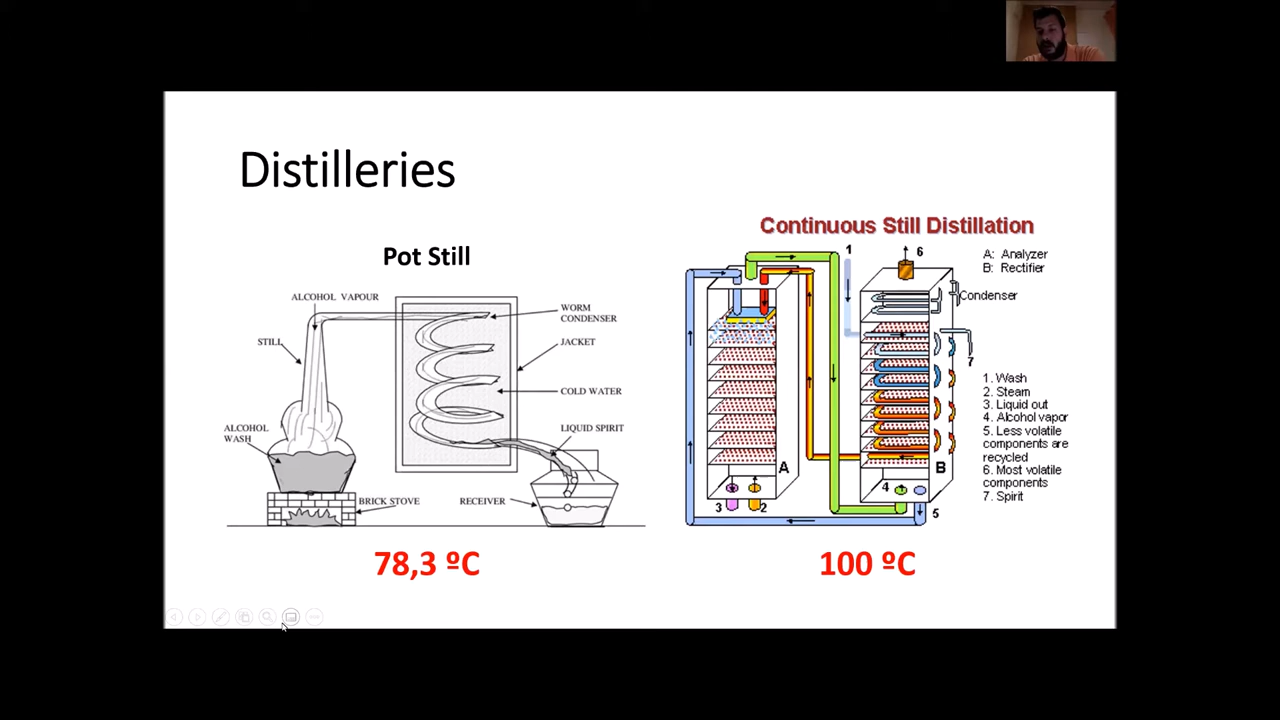 Distilleries
Pot Still
ALCOHOL VAPOUR
WORM
CONDENSER
STILL
JACKET
COLD WATER
ALCOHOL
WASH
LIQUID SPIRIT
BRICK STOVE
RECEIVER
78,3 ºC
Continuous Still Distillation
1
6
A: Analyzer
B: Rectifier
Condenser
7
1. Wash
2. Steam
3. Liquid out
4. Alcohol vapor
5. Less volatile
components are
recycled
6. Most volatile
components
7. Spirit
A
B
3
2
4
5
100 ºC